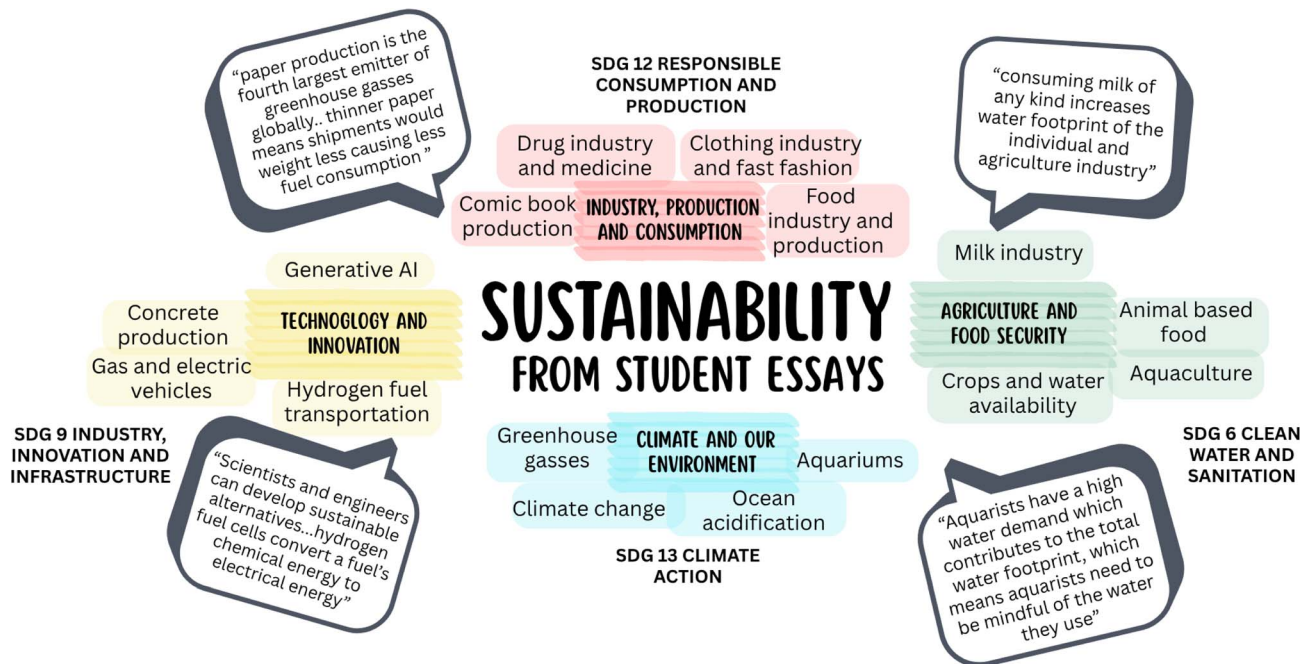 “paper production is the
fourth largest emitter of
greenhouse gasses
globally.. thinner paper
means shipments would
weight less causing less
fuel consumption ”
SDG 12 RESPONSIBLE
CONSUMPTION AND
PRODUCTION
“consuming milk of
any kind increases
water footprint of the
individual and
agriculture industry”
Drug industry
and medicine
Clothing industry
and fast fashion
Comic book
production
INDUSTRY, PRODUCTION
AND CONSUMPTION
Food
industry and
production
Generative AI
Concrete
production
TECHNOGLOGY AND
INNOVATION
Gas and electric
vehicles
Hydrogen fuel
transportation
SUSTAINABILITY
FROM STUDENT ESSAYS
Milk industry
AGRICULTURE AND
FOOD SECURITY
Animal based
food
Crops and water
availability
Aquaculture
SDG 9 INDUSTRY,
INNOVATION AND
INFRASTRUCTURE
“Scientists and engineers
can develop sustainable
alternatives...hydrogen
fuel cells convert a fuel’s
chemical energy to
electrical energy”
Greenhouse
gasses
CLIMATE AND OUR
ENVIRONMENT
Aquariums
Climate change
Ocean
acidification
SDG 13 CLIMATE
ACTION
SDG 6 CLEAN
WATER AND
SANITATION
“Aquarists have a high
water demand which
contributes to the total
water footprint, which
means aquarists need to
be mindful of the water
they use”